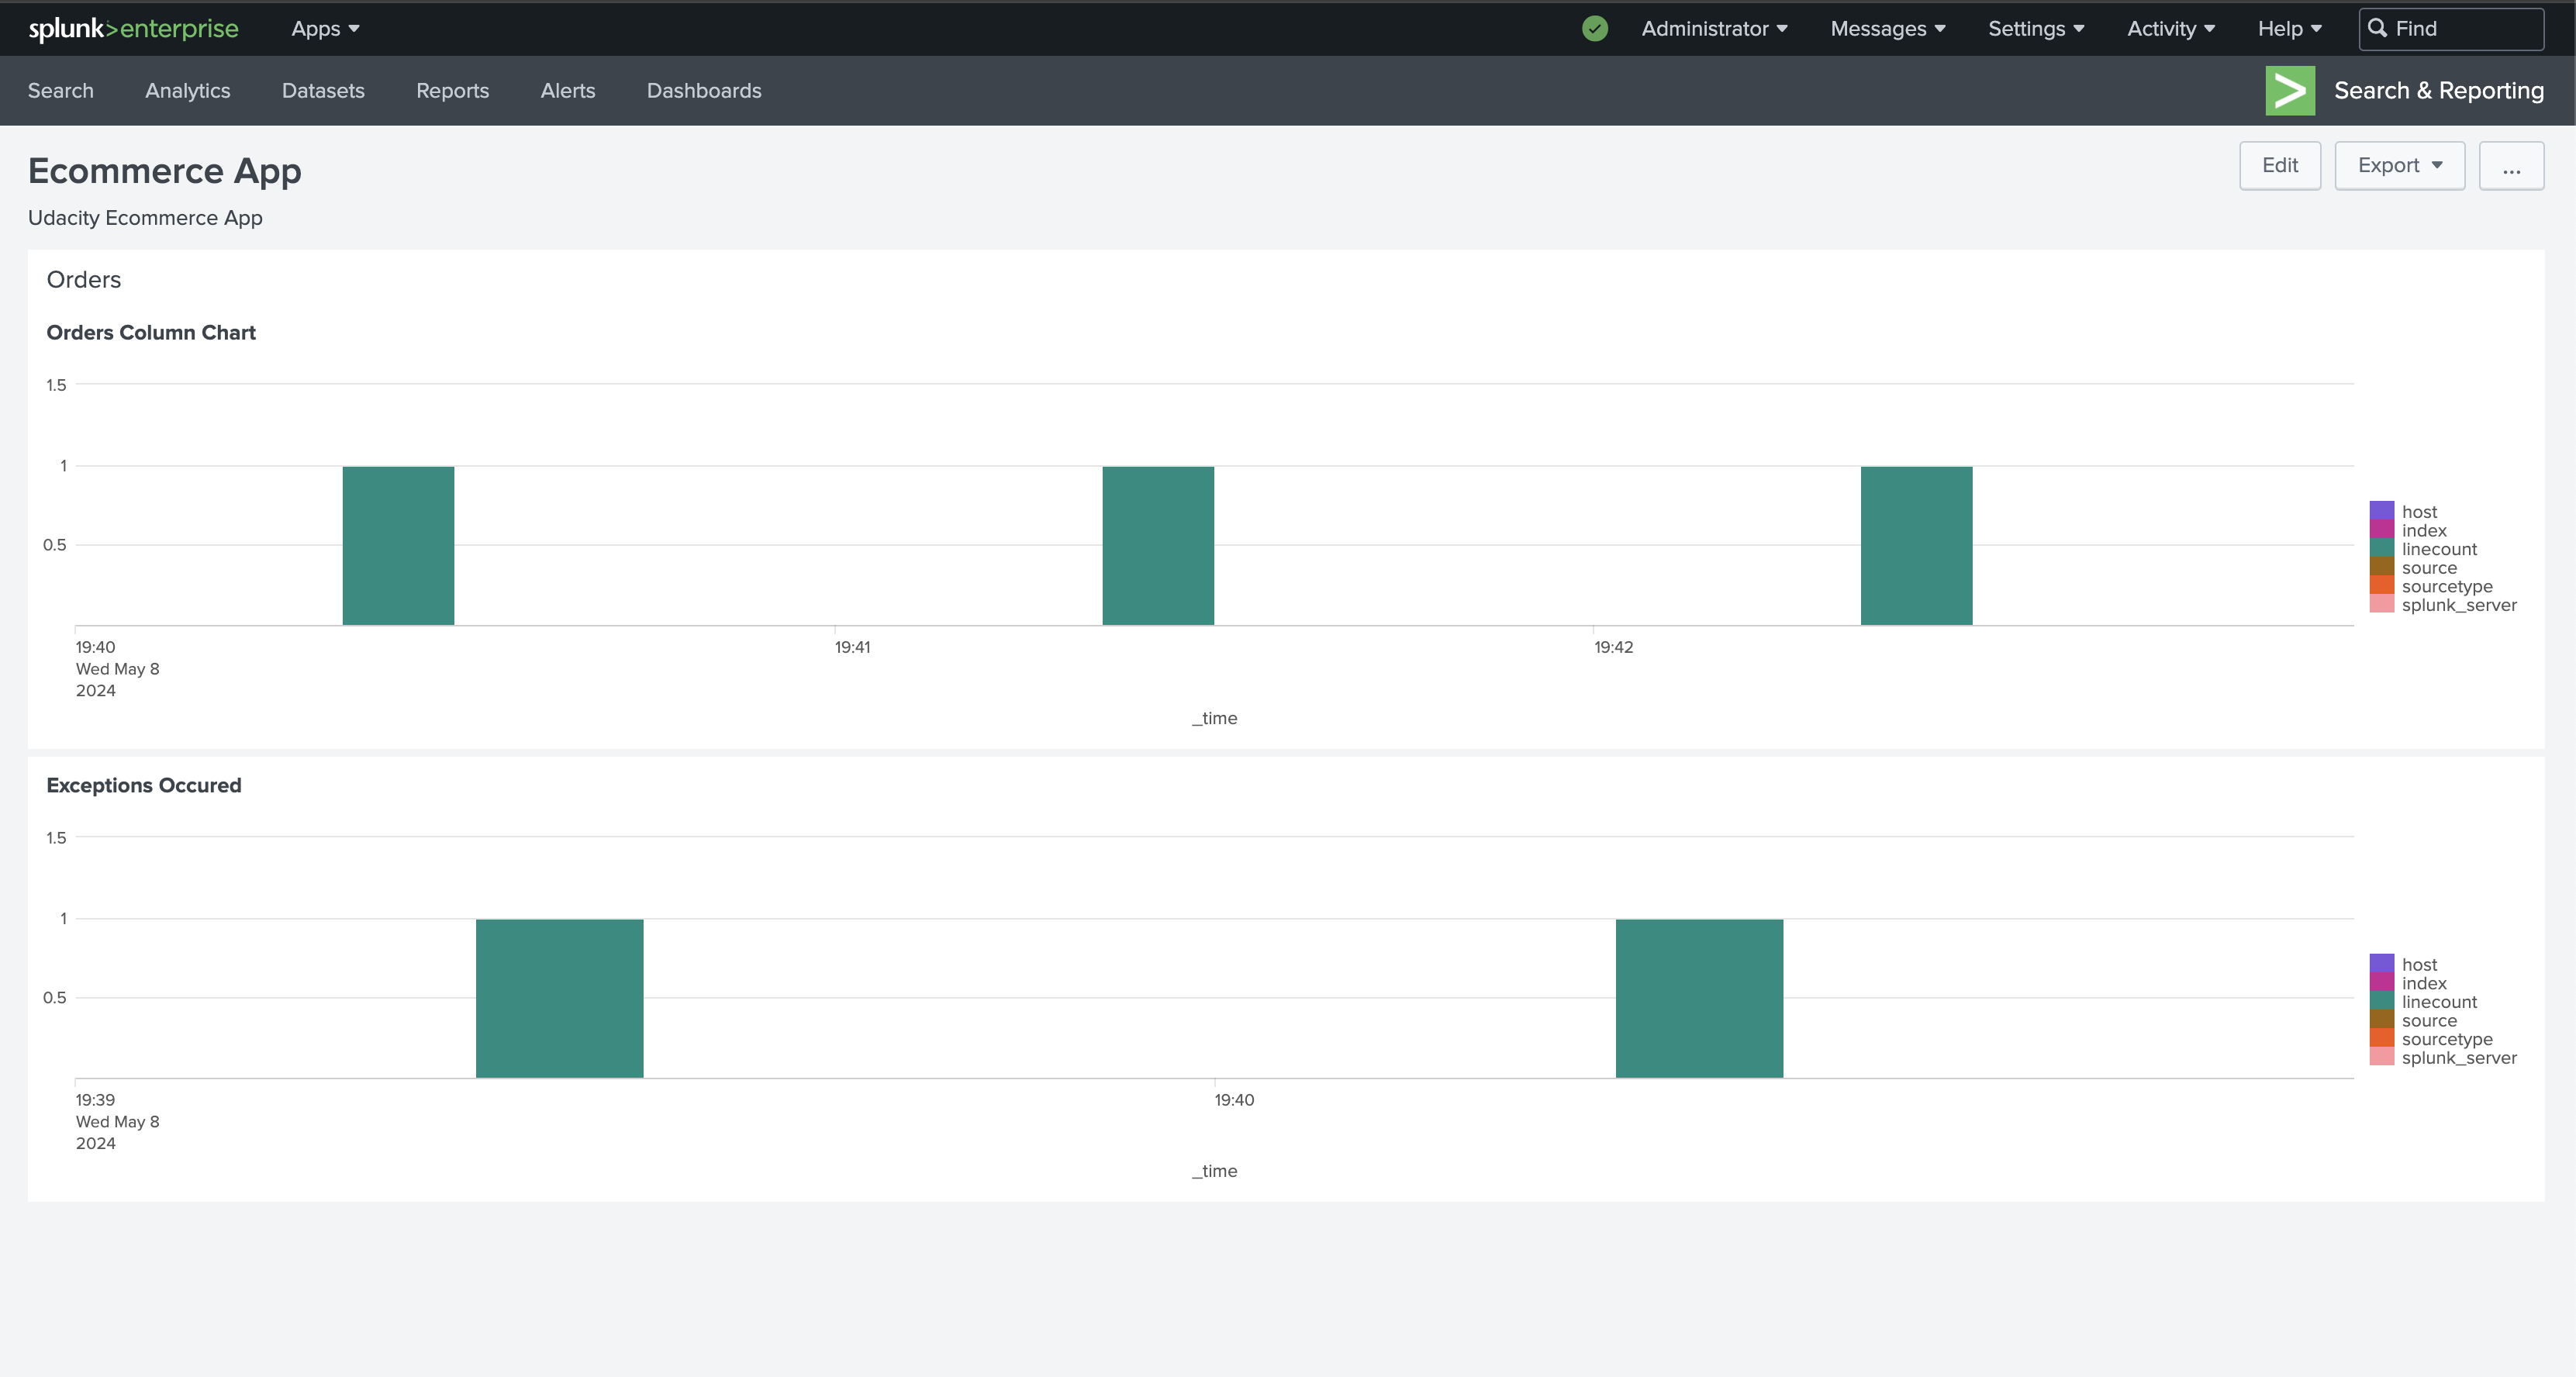 splunk>enterprise Apps Administrator Messages Settings Activity Help Find
Search Analytics Datasets Reports Alerts Dashboards Search & Reporting
Ecommerce App Edit Export ...
Udacity Ecommerce App
Orders
Orders Column Chart
1.5
1
0.5
host
index
linecount
source
sourcetype
splunk_server
19:40 19:41 19:42
Wed May 8
2024
_time
Exceptions Occured
1.5
1
0.5
host
index
linecount
source
sourcetype
splunk_server
19:39 19:40
Wed May 8
2024
_time